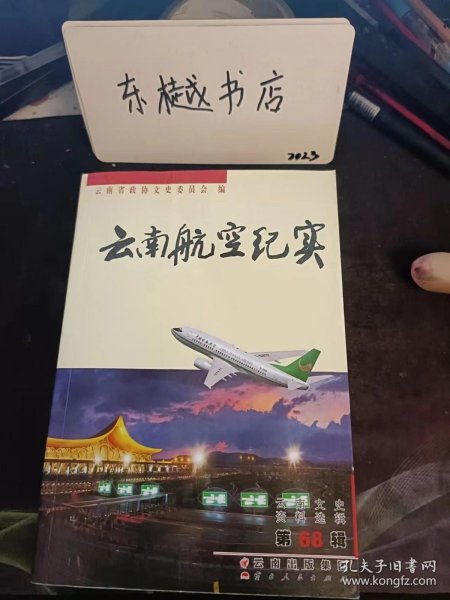 东樾书店
2023
云南省政协文史委员会 编
云南航空纪实
云南文史
资料选辑
第68辑
云南出版集团
云南人民出版社
孔夫子旧书网
www.kongfz.com